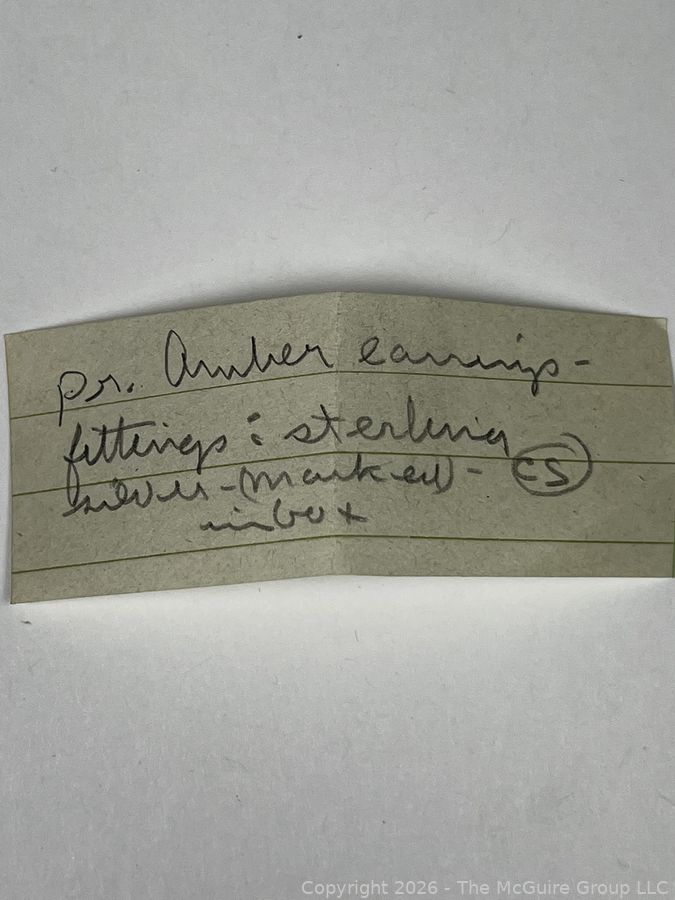 pr. Amber earrings -
fittings : sterling
silver - (marked) - CS
in box
Copyright 2026 - The McGuire Group LLC